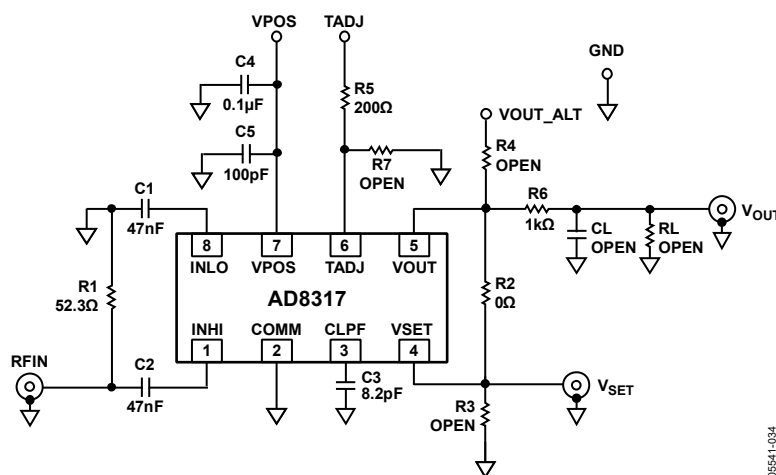 VPOS
TADJ
GND
C4
0.1µF
R5
200Ω
VOUT_ALT
C5
100pF
R7
OPEN
R4
OPEN
C1
47nF
R6
1kΩ
VOUT
CL
OPEN
RL
OPEN
8
7
6
5
INLO
VPOS
TADJ
VOUT
R1
52.3Ω
AD8317
R2
0Ω
INHI
COMM
CLPF
VSET
1
2
3
4
RFIN
C2
47nF
C3
8.2pF
VSET
R3
OPEN
05541-034